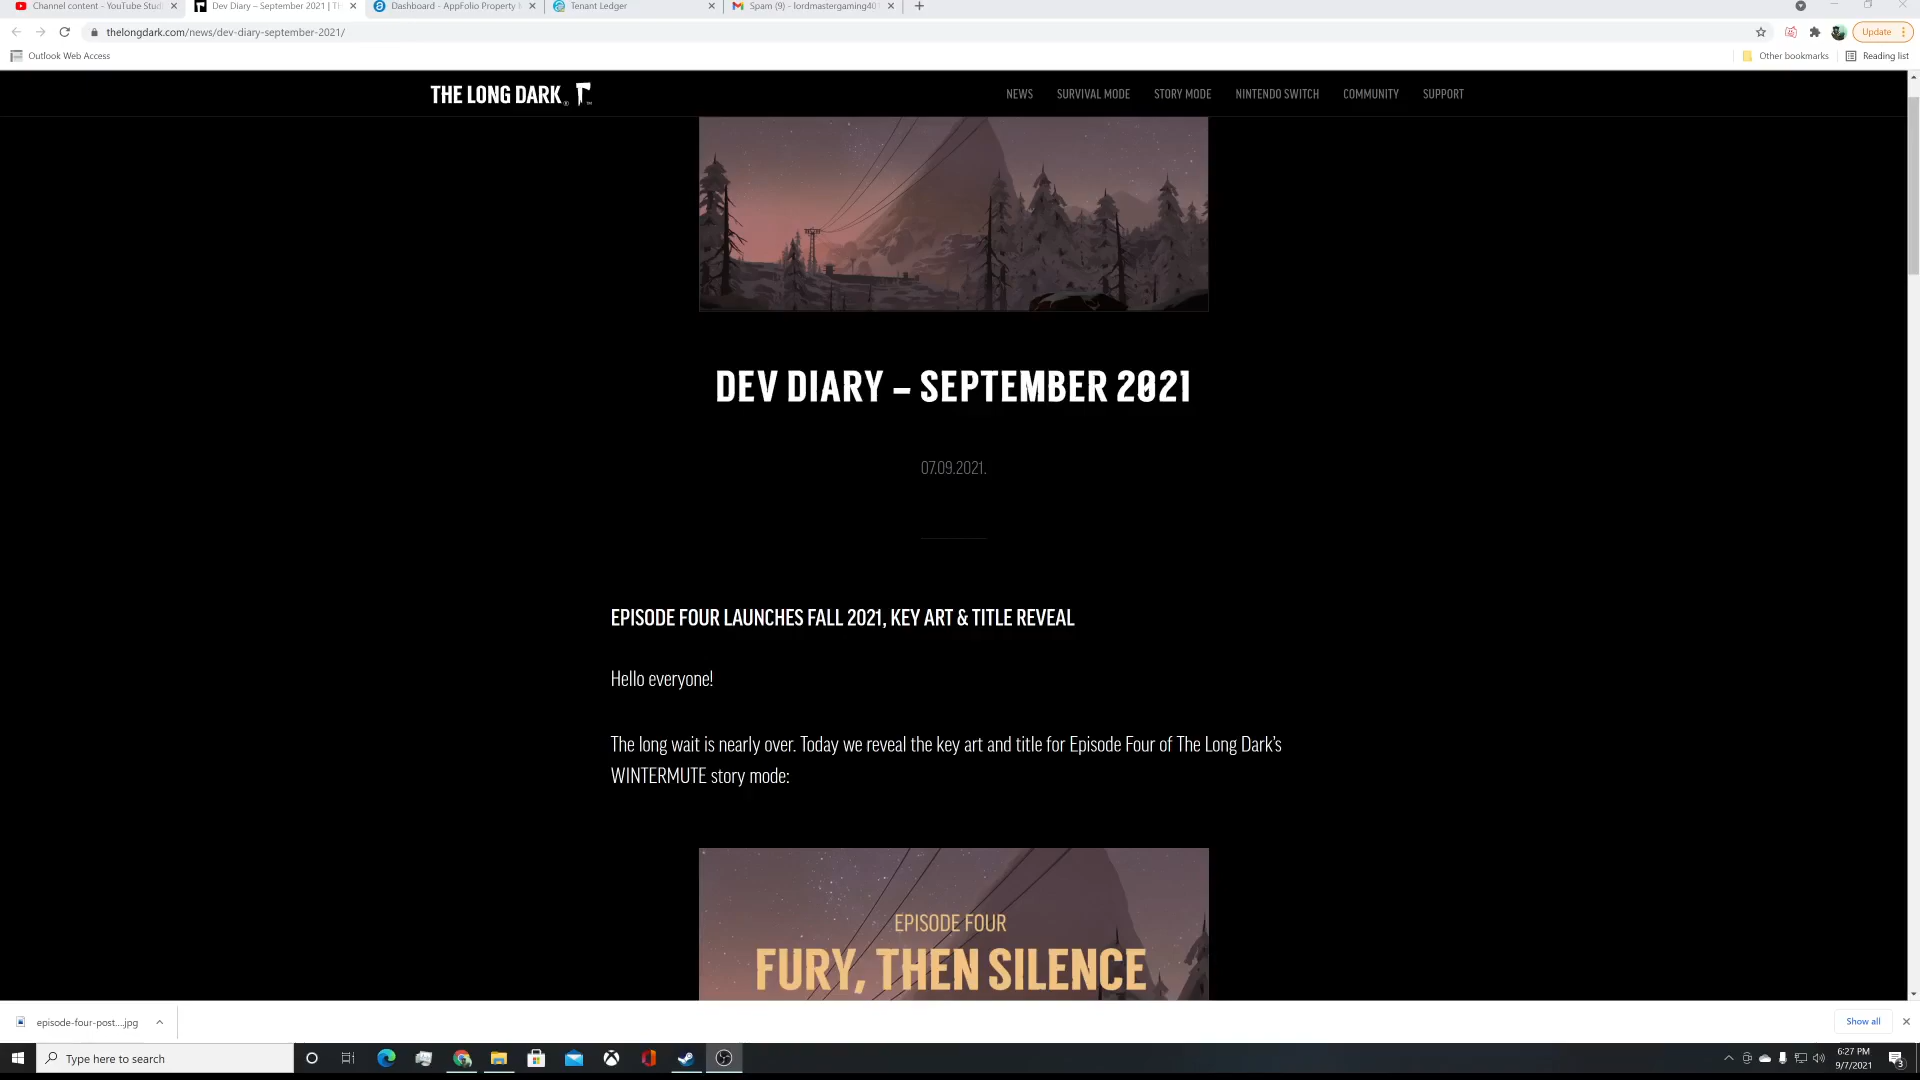 Channel content - YouTube Stud
Dev Diary – September 2021 | T
Dashboard - AppFolio Property
Tenant Ledger
Spam (9) - lordmastergaming40
thelongdark.com/news/dev-diary-september-2021/
Update
Outlook Web Access
Other bookmarks
Reading list
THE LONG DARK
NEWS
SURVIVAL MODE
STORY MODE
NINTENDO SWITCH
COMMUNITY
SUPPORT
DEV DIARY – SEPTEMBER 2021
07.09.2021.
EPISODE FOUR LAUNCHES FALL 2021, KEY ART & TITLE REVEAL
Hello everyone!
The long wait is nearly over. Today we reveal the key art and title for Episode Four of The Long Dark's
WINTERMUTE story mode:
EPISODE FOUR
FURY, THEN SILENCE
episode-four-post....jpg
Show all
Type here to search
6:27 PM
9/7/2021
3